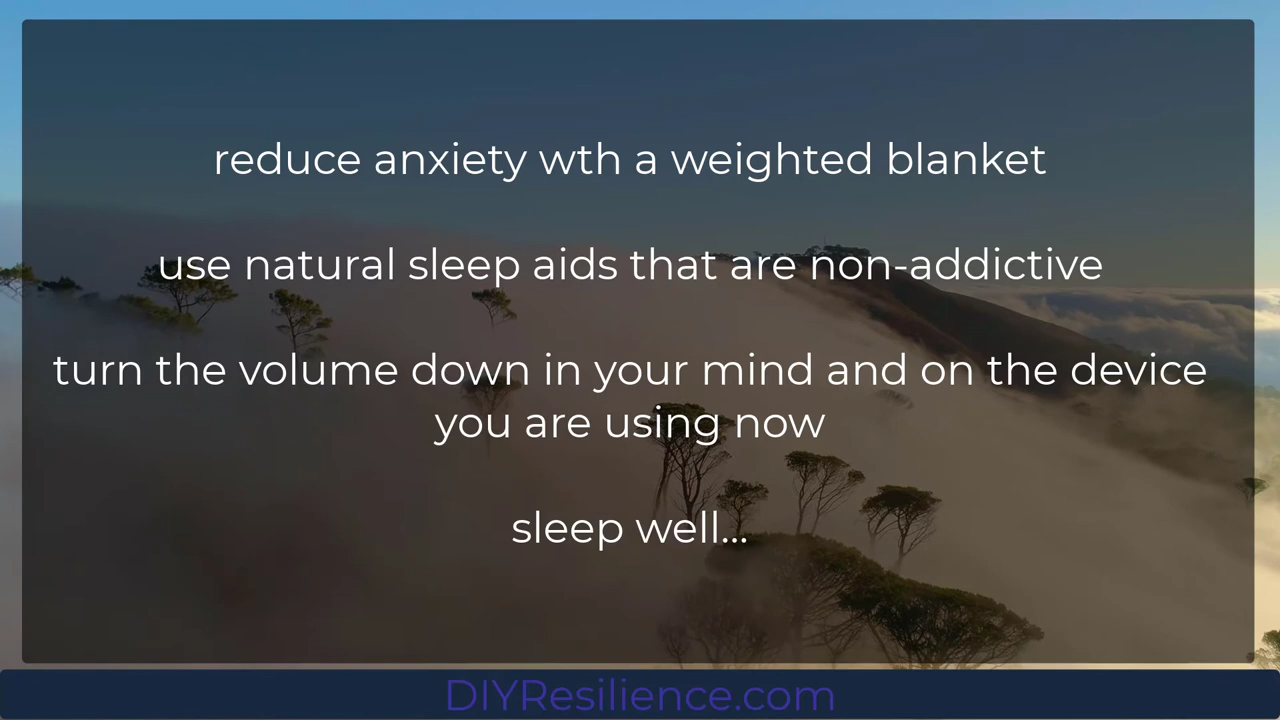 reduce anxiety wth a weighted blanket
use natural sleep aids that are non-addictive
turn the volume down in your mind and on the device
you are using now
sleep well...
DIYResilience.com